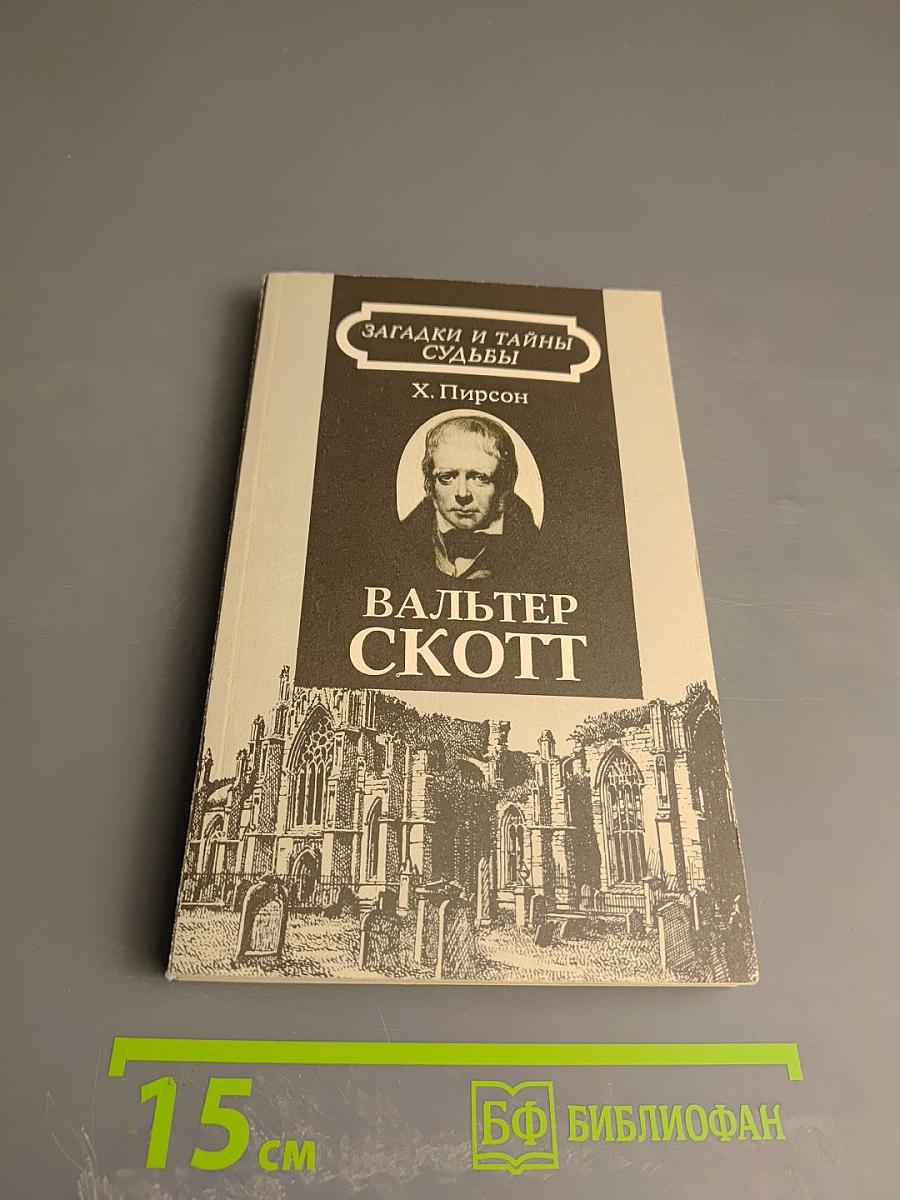 ЗАГАДКИ И ТАЙНЫ
СУДЬБЫ
Х. Пирсон
ВАЛЬТЕР
СКОТТ
15 см
БФ БИБЛИОФАН